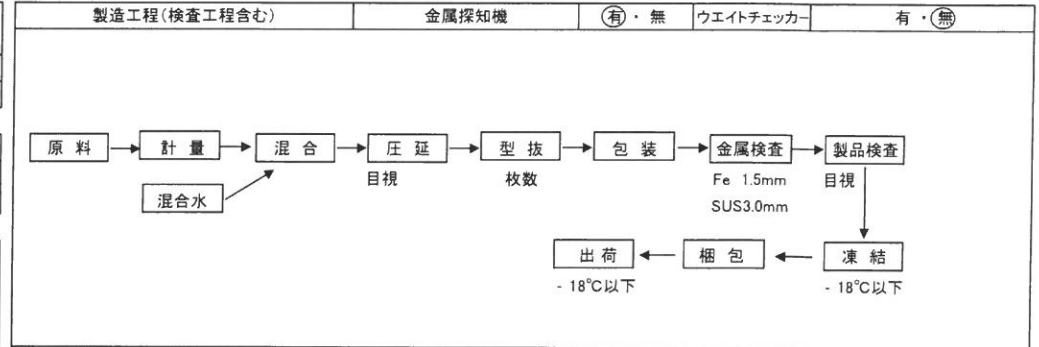 製造工程(検査工程含む) 金属探知機 有・無 ウエイトチェッカー 有・無
原料 計量 混合 圧延 型抜 包装 金属検査 製品検査
目視 枚数 Fe 1.5mm 目視
混合水 SUS3.0mm
出荷 梱包 凍結
- 18℃以下 - 18℃以下